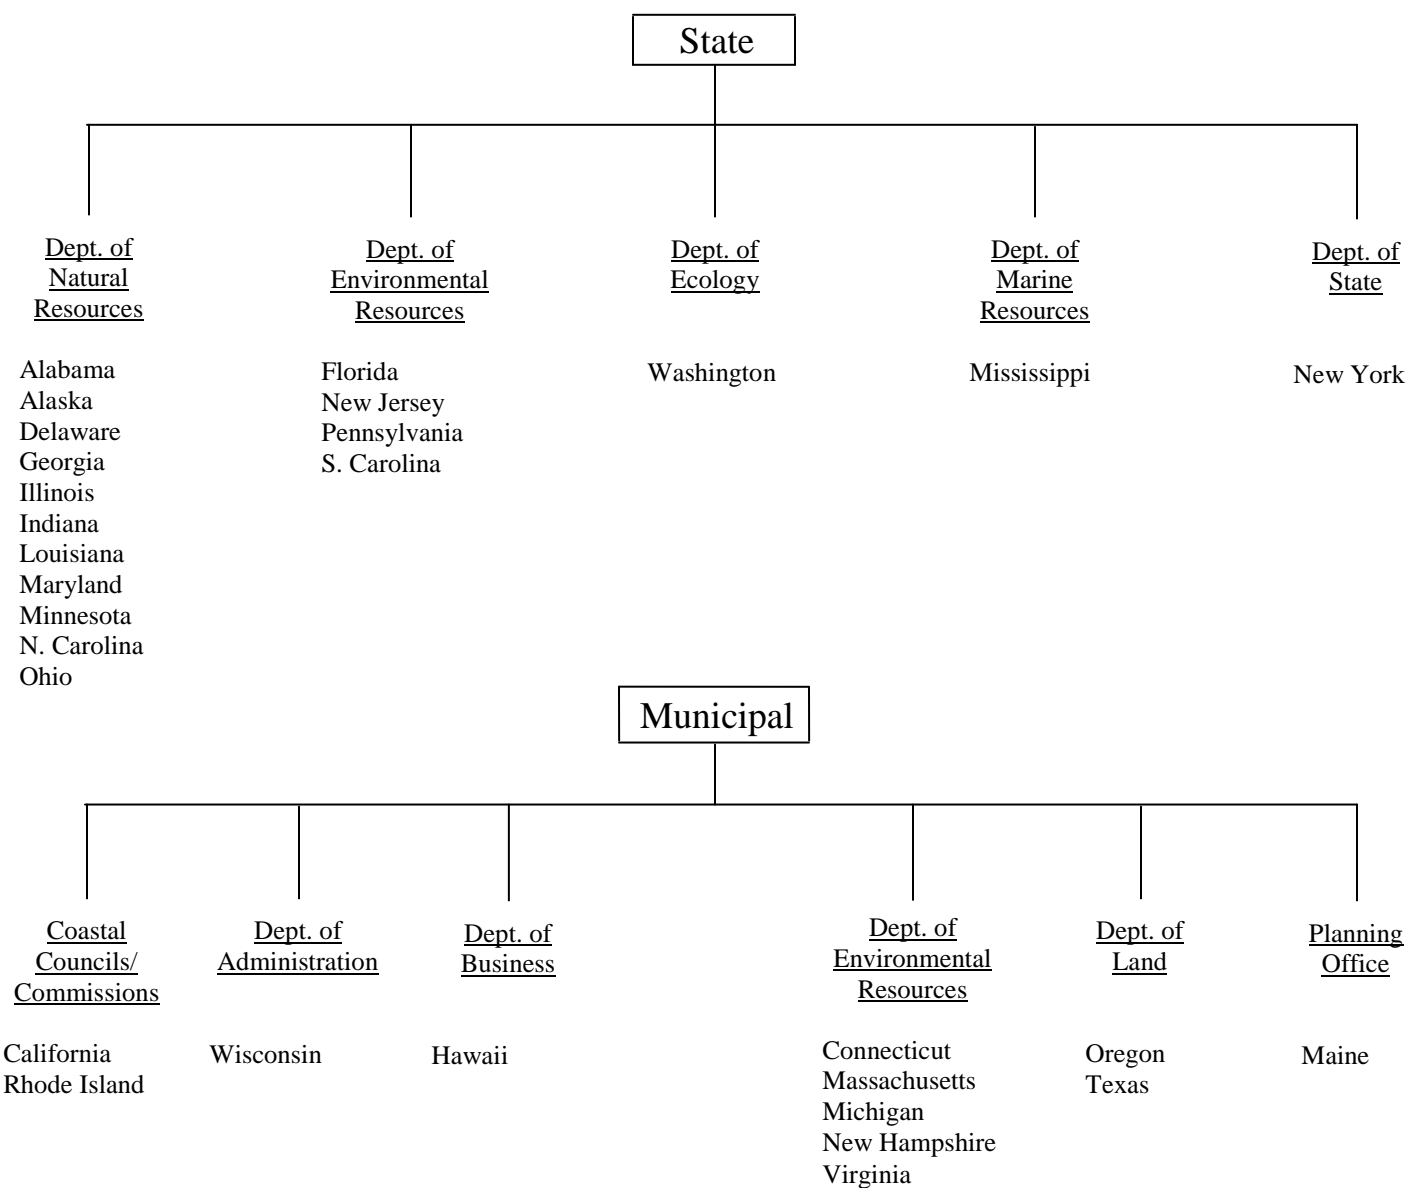 State
Dept. of
Natural
Resources
Alabama
Alaska
Delaware
Georgia
Illinois
Indiana
Louisiana
Maryland
Minnesota
N. Carolina
Ohio
Dept. of
Environmental
Resources
Florida
New Jersey
Pennsylvania
S. Carolina
Dept. of
Ecology
Washington
Dept. of
Marine
Resources
Mississippi
Dept. of
State
New York
Municipal
Coastal
Councils/
Commissions
California
Rhode Island
Dept. of
Administration
Wisconsin
Dept. of
Business
Hawaii
Dept. of
Environmental
Resources
Connecticut
Massachusetts
Michigan
New Hampshire
Virginia
Dept. of
Land
Oregon
Texas
Planning
Office
Maine